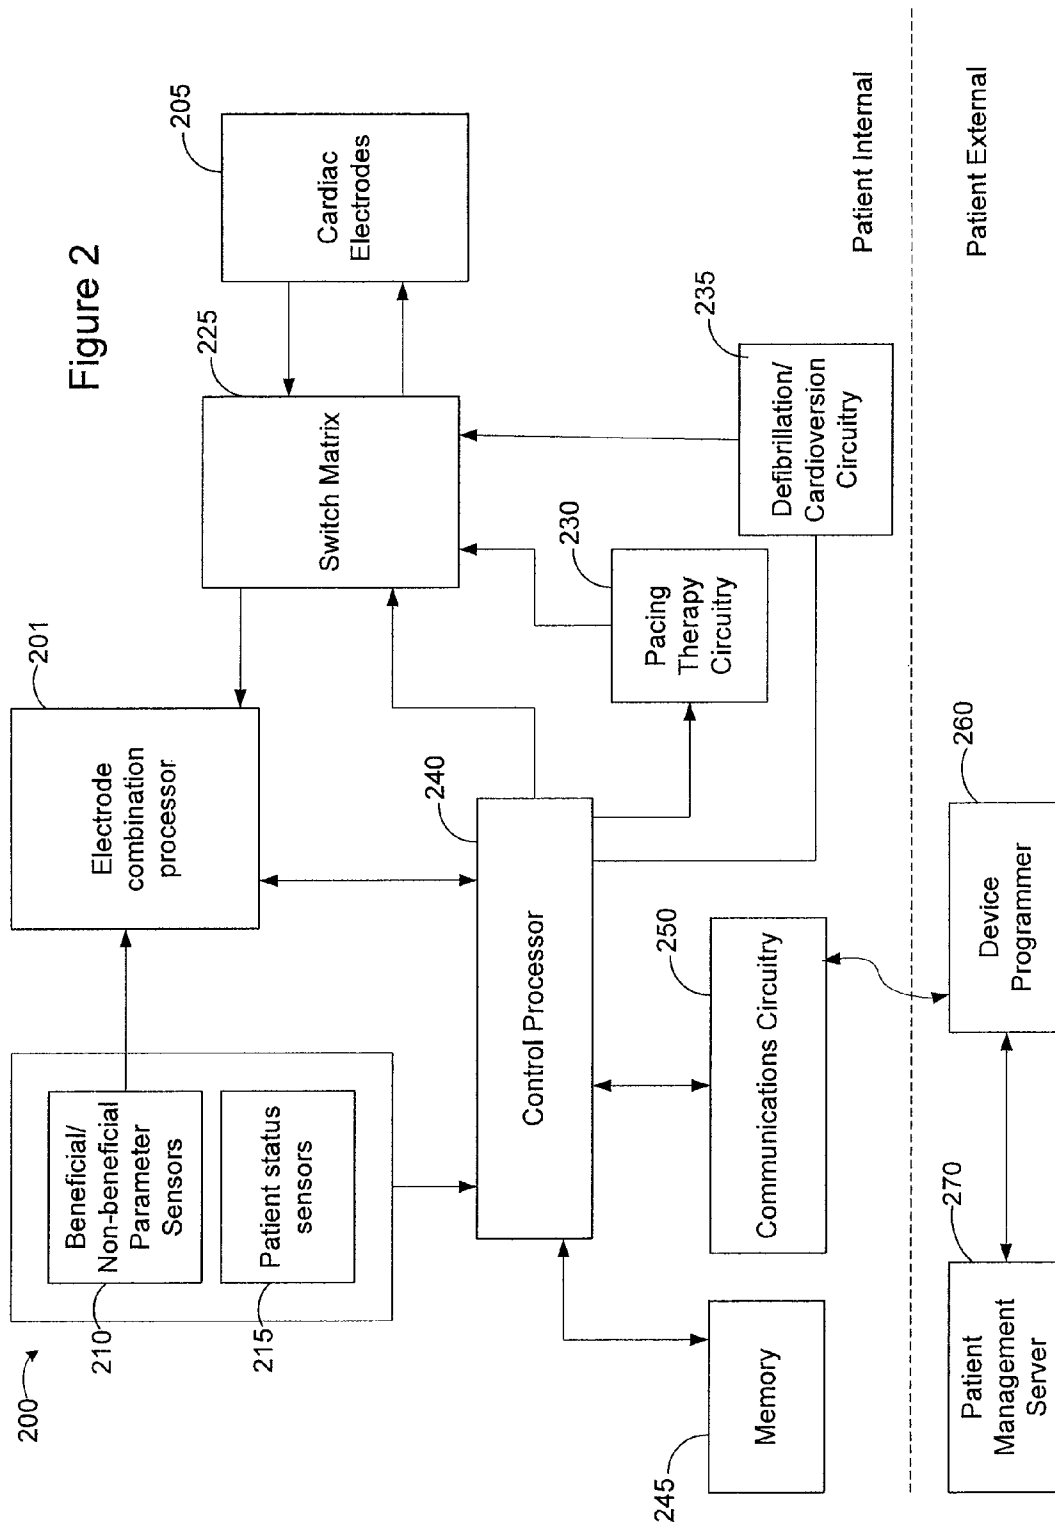 Figure 2
200
Beneficial/
Non-beneficial
Parameter
Sensors
210
Patient status
sensors
215
Electrode
combination
processor
201
Switch Matrix
225
Cardiac
Electrodes
205
Control Processor
240
Pacing
Therapy
Circuitry
230
Defibrillation/
Cardioversion
Circuitry
235
Memory
245
Communications Circuitry
250
Patient Internal
Patient External
Patient
Management
Server
270
Device
Programmer
260